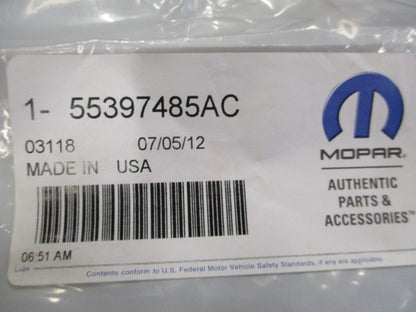 1- 55397485AC
03118 07/05/12
MADE IN USA
06:51 AM
Contents conform to U.S. Federal Motor Vehicle Safety Standards, if any are applicable.
MOPAR
AUTHENTIC
PARTS &
ACCESSORIES™